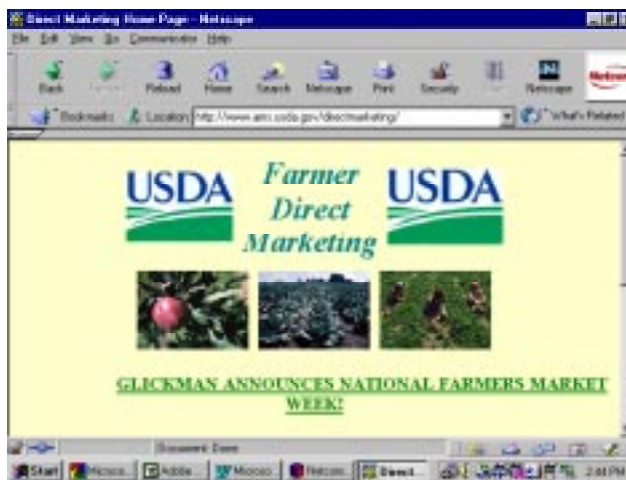 Direct Marketing Home Page - Netscape
File Edit View Go Communicator Help
Back Reload Home Search Netscape Print Security Netscape
Bookmarks Location: http://www.ams.usda.gov/directmarketing/ What's Related
USDA
Farmer
Direct
Marketing
USDA
GLICKMAN ANNOUNCES NATIONAL FARMERS MARKET
WEEK!
Document: Done
Start Adobe Direct... 2:44 PM